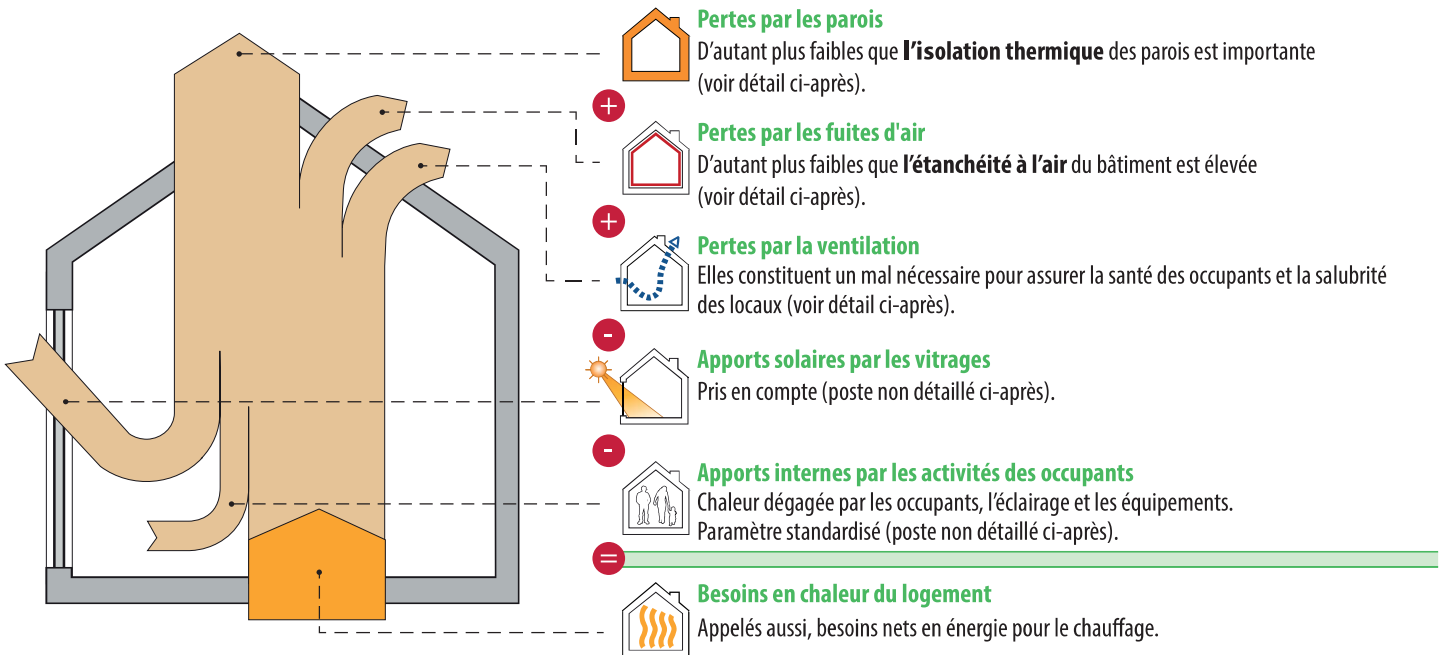 Pertes par les parois
D'autant plus faibles que l'isolation thermique des parois est importante
(voir détail ci-après).
+
Pertes par les fuites d'air
D'autant plus faibles que l'étanchéité à l'air du bâtiment est élevée
(voir détail ci-après).
+
Pertes par la ventilation
Elles constituent un mal nécessaire pour assurer la santé des occupants et la salubrité
des locaux (voir détail ci-après).
-
Apports solaires par les vitrages
Pris en compte (poste non détaillé ci-après).
-
Apports internes par les activités des occupants
Chaleur dégagée par les occupants, l'éclairage et les équipements.
Paramètre standardisé (poste non détaillé ci-après).
=
Besoins en chaleur du logement
Appelés aussi, besoins nets en énergie pour le chauffage.